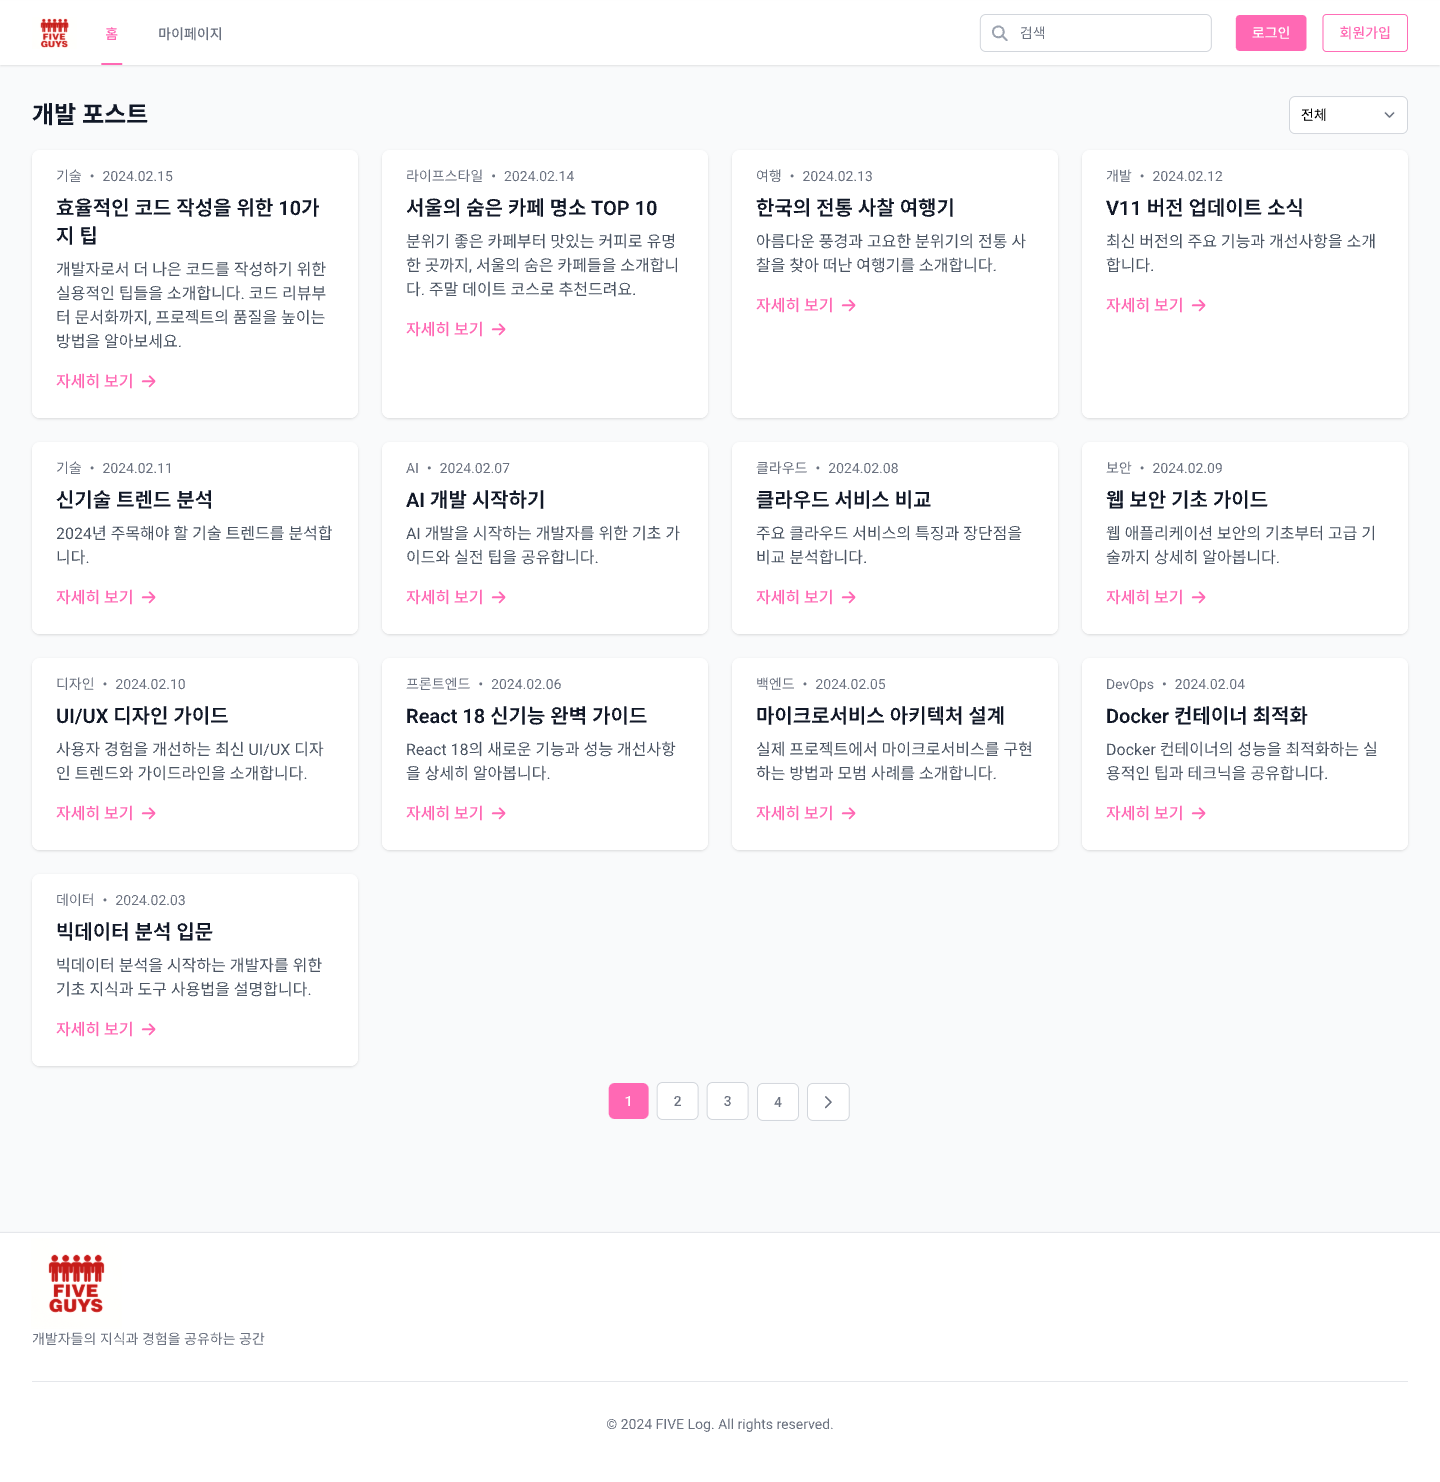 FIVE
GUYS
홈
마이페이지
검색
로그인
회원가입
개발 포스트
전체
기술 • 2024.02.15
효율적인 코드 작성을 위한 10가
지 팁
개발자로서 더 나은 코드를 작성하기 위한
실용적인 팁들을 소개합니다. 코드 리뷰부
터 문서화까지, 프로젝트의 품질을 높이는
방법을 알아보세요.
자세히 보기
라이프스타일 • 2024.02.14
서울의 숨은 카페 명소 TOP 10
분위기 좋은 카페부터 맛있는 커피로 유명
한 곳까지, 서울의 숨은 카페들을 소개합니
다. 주말 데이트 코스로 추천드려요.
자세히 보기
여행 • 2024.02.13
한국의 전통 사찰 여행기
아름다운 풍경과 고요한 분위기의 전통 사
찰을 찾아 떠난 여행기를 소개합니다.
자세히 보기
개발 • 2024.02.12
V11 버전 업데이트 소식
최신 버전의 주요 기능과 개선사항을 소개
합니다.
자세히 보기
기술 • 2024.02.11
신기술 트렌드 분석
2024년 주목해야 할 기술 트렌드를 분석합
니다.
자세히 보기
AI • 2024.02.07
AI 개발 시작하기
AI 개발을 시작하는 개발자를 위한 기초 가
이드와 실전 팁을 공유합니다.
자세히 보기
클라우드 • 2024.02.08
클라우드 서비스 비교
주요 클라우드 서비스의 특징과 장단점을
비교 분석합니다.
자세히 보기
보안 • 2024.02.09
웹 보안 기초 가이드
웹 애플리케이션 보안의 기초부터 고급 기
술까지 상세히 알아봅니다.
자세히 보기
디자인 • 2024.02.10
UI/UX 디자인 가이드
사용자 경험을 개선하는 최신 UI/UX 디자
인 트렌드와 가이드라인을 소개합니다.
자세히 보기
프론트엔드 • 2024.02.06
React 18 신기능 완벽 가이드
React 18의 새로운 기능과 성능 개선사항
을 상세히 알아봅니다.
자세히 보기
백엔드 • 2024.02.05
마이크로서비스 아키텍처 설계
실제 프로젝트에서 마이크로서비스를 구현
하는 방법과 모범 사례를 소개합니다.
자세히 보기
DevOps • 2024.02.04
Docker 컨테이너 최적화
Docker 컨테이너의 성능을 최적화하는 실
용적인 팁과 테크닉을 공유합니다.
자세히 보기
데이터 • 2024.02.03
빅데이터 분석 입문
빅데이터 분석을 시작하는 개발자를 위한
기초 지식과 도구 사용법을 설명합니다.
자세히 보기
1
2
3
4
FIVE
GUYS
개발자들의 지식과 경험을 공유하는 공간
© 2024 FIVE Log. All rights reserved.